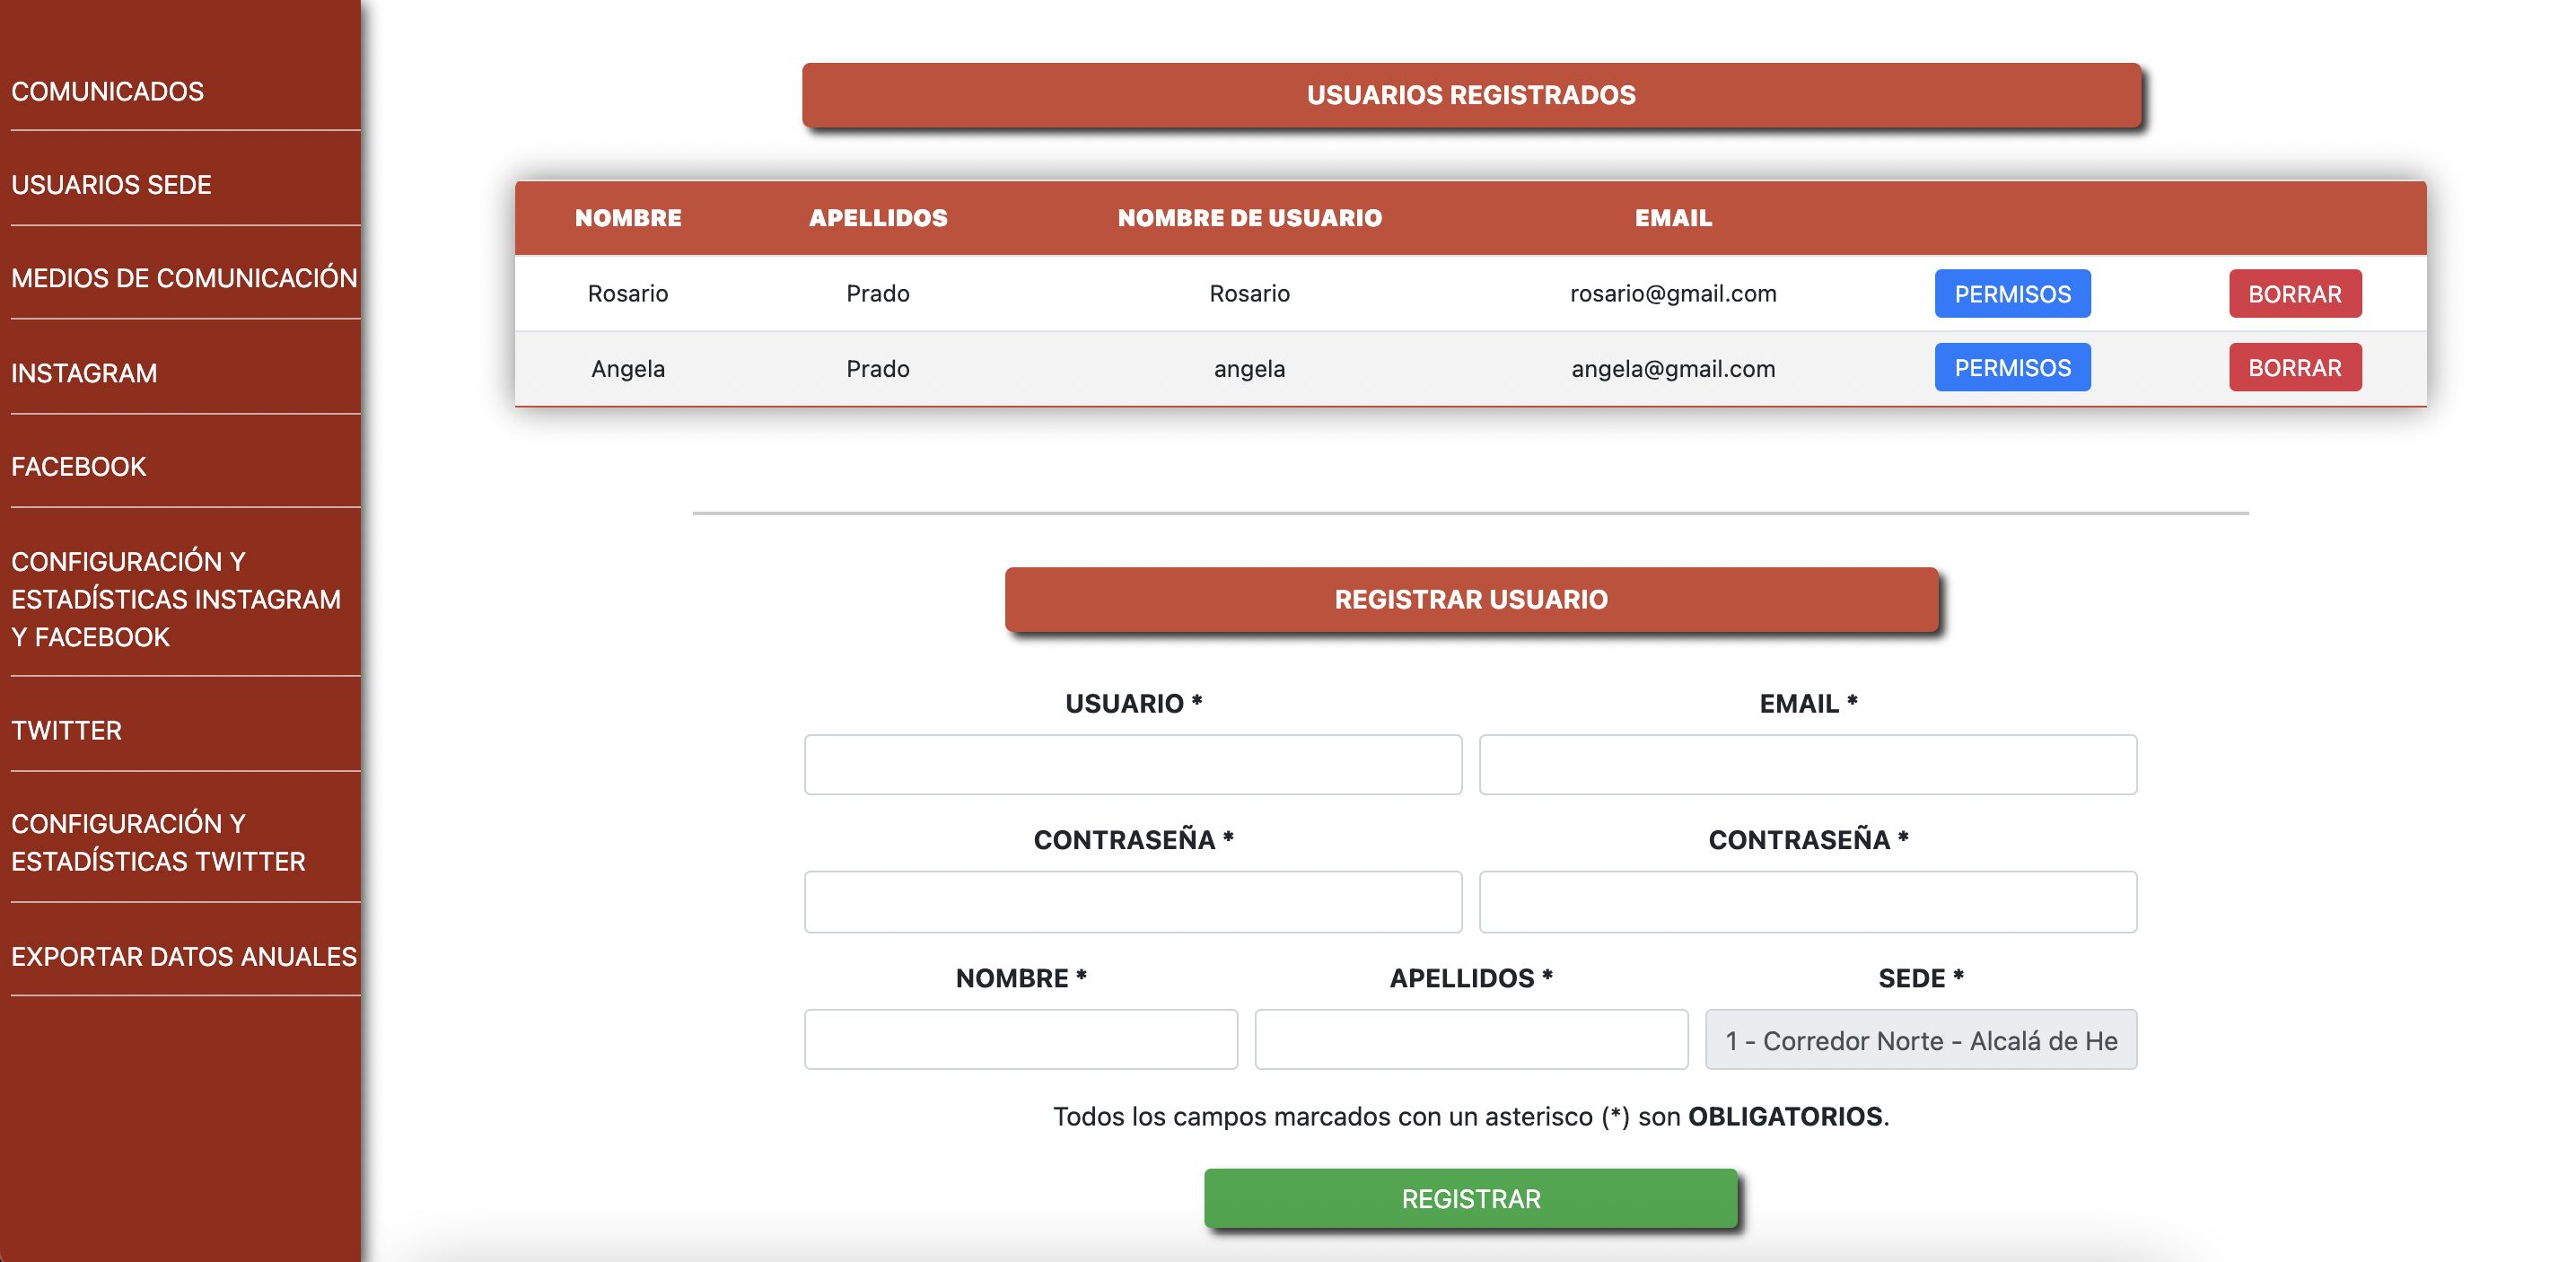 COMUNICADOS
USUARIOS SEDE
MEDIOS DE COMUNICACIÓN
INSTAGRAM
FACEBOOK
CONFIGURACIÓN Y
ESTADÍSTICAS INSTAGRAM
Y FACEBOOK
TWITTER
CONFIGURACIÓN Y
ESTADÍSTICAS TWITTER
EXPORTAR DATOS ANUALES
USUARIOS REGISTRADOS
NOMBRE APELLIDOS NOMBRE DE USUARIO EMAIL
Rosario Prado Rosario rosario@gmail.com PERMISOS BORRAR
Angela Prado angela angela@gmail.com PERMISOS BORRAR
REGISTRAR USUARIO
USUARIO * EMAIL *
CONTRASEÑA * CONTRASEÑA *
NOMBRE * APELLIDOS * SEDE *
1 - Corredor Norte - Alcalá de He
Todos los campos marcados con un asterisco (*) son OBLIGATORIOS.
REGISTRAR